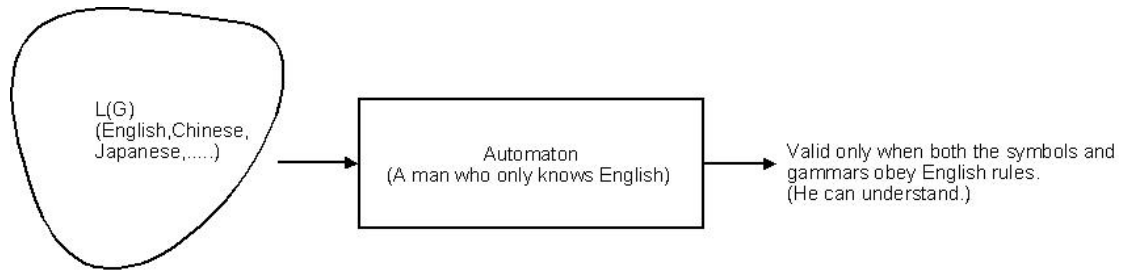 L(G)
(English,Chinese,
Japanese,.....)
Automaton
(A man who only knows English)
Valid only when both the symbols and
gammars obey English rules.
(He can understand.)